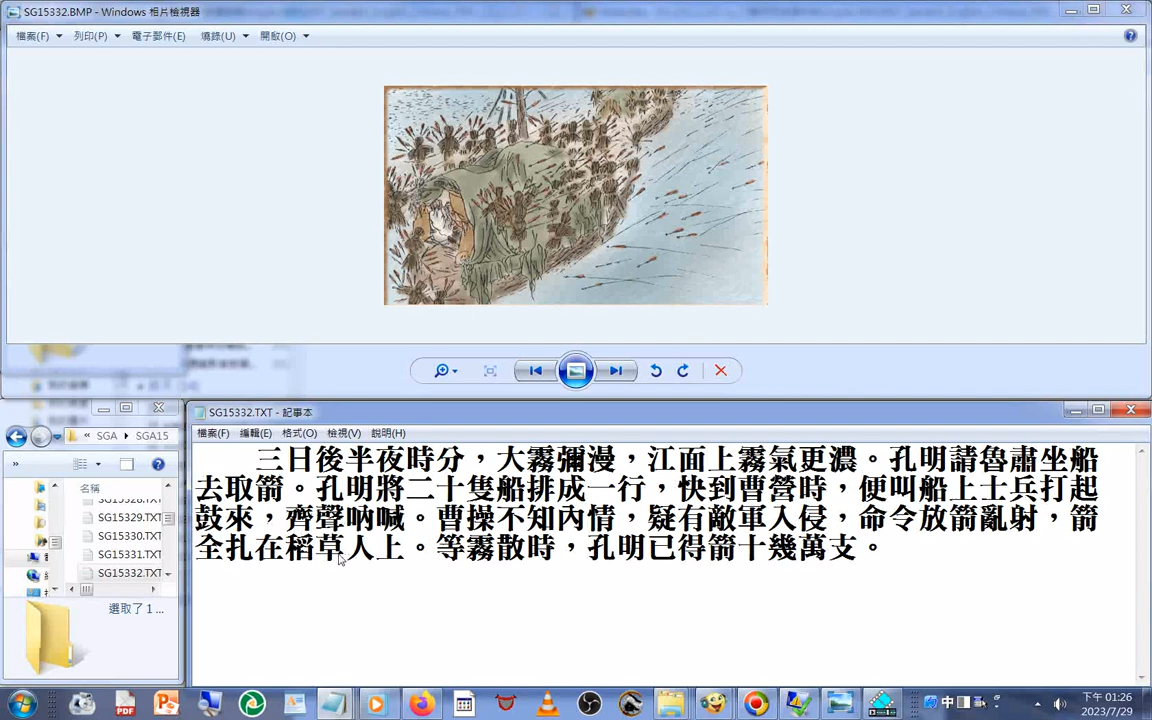 SG15332.BMP - Windows 相片檢視器
檔案(F) 列印(P) 電子郵件(E) 燒錄(U) 開啟(O)
SGA SGA15
SG15332.TXT - 記事本
檔案(F) 編輯(E) 格式(O) 檢視(V) 說明(H)
三日後半夜時分，大霧彌漫，江面上霧氣更濃。孔明請魯肅坐船
去取箭。孔明將二十隻船排成一行，快到曹營時，便叫船上士兵打起
鼓來，齊聲吶喊。曹操不知內情，疑有敵軍入侵，命令放箭亂射，箭
全扎在稻草人上。等霧散時，孔明已得箭十幾萬支。
名稱
SG15328.TXT
SG15329.TXT
SG15330.TXT
SG15331.TXT
SG15332.TXT
選取了 1 ...
中
下午 01:26
2023/7/29